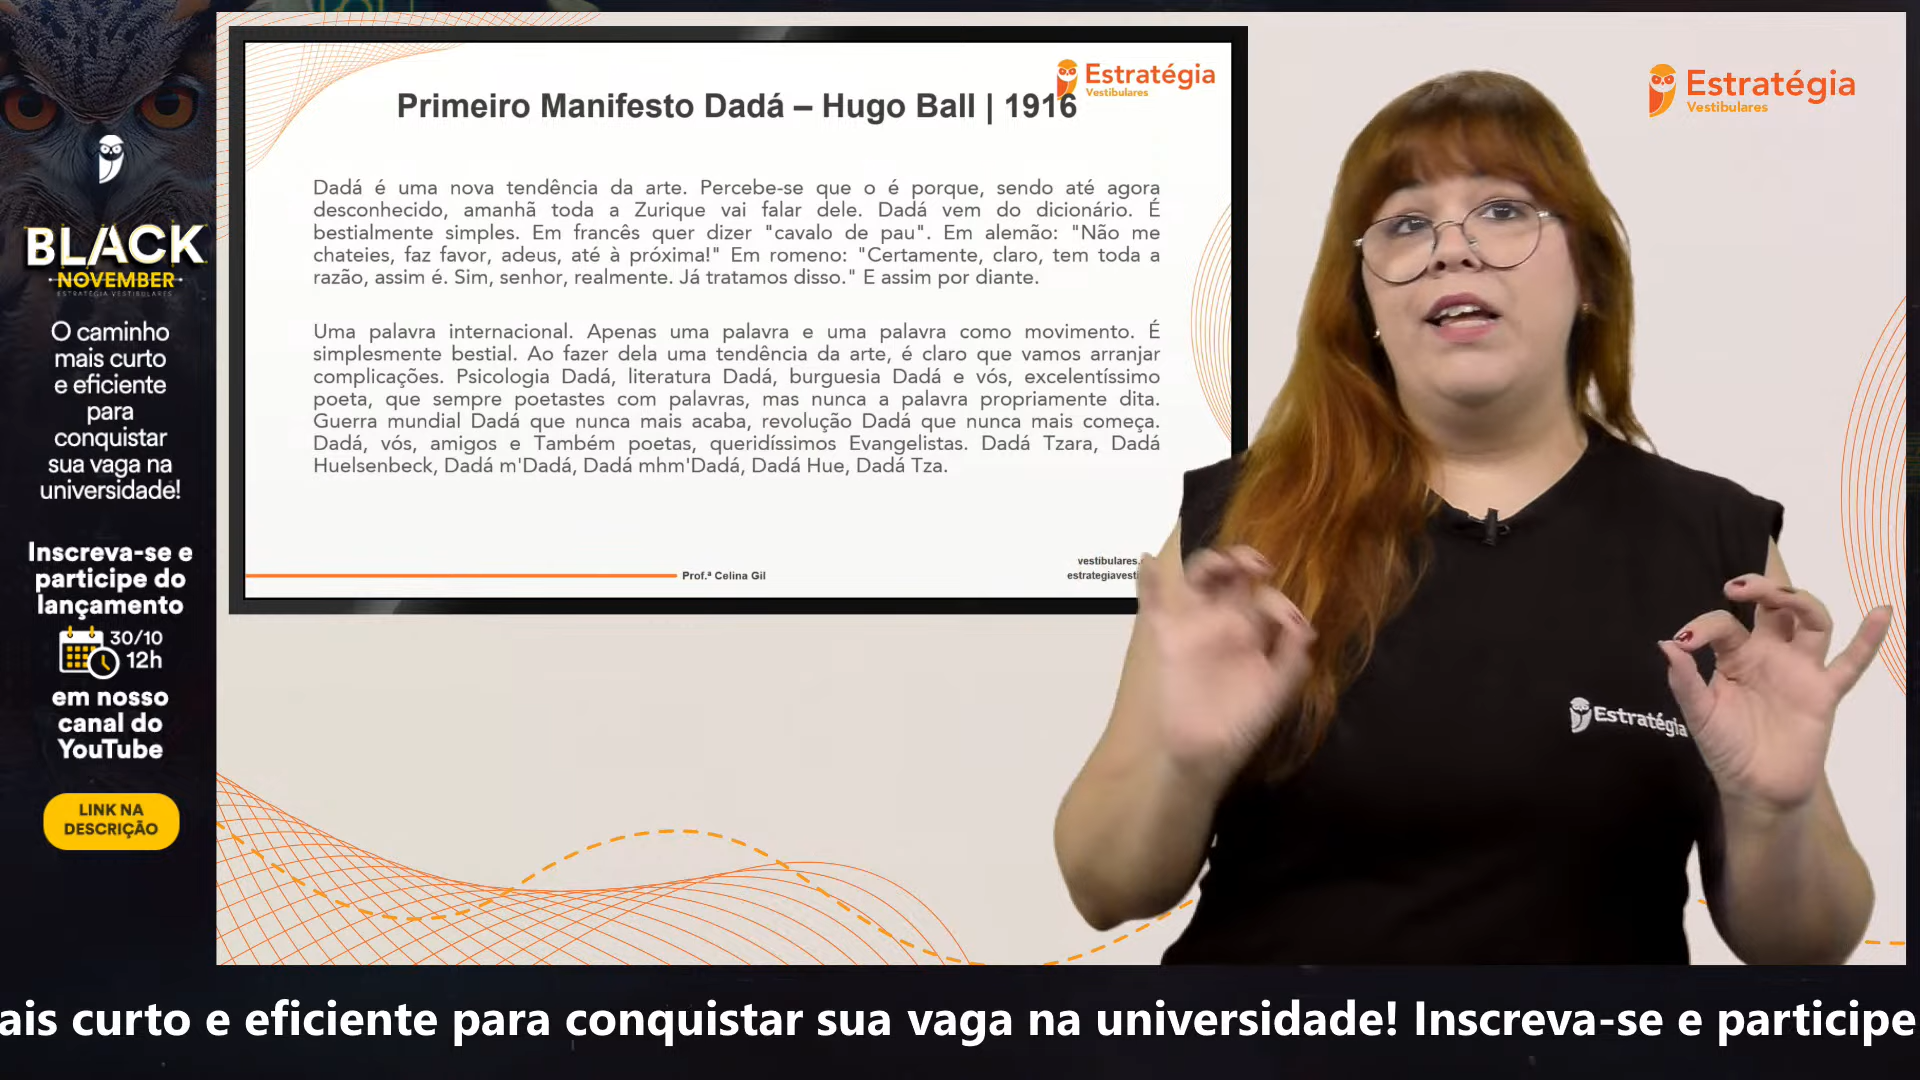 BLACK
NOVEMBER
ESTRATÉGIA VESTIBULARES
O caminho
mais curto
e eficiente
para
conquistar
sua vaga na
universidade!
Inscreva-se e
participe do
lançamento
30/10
12h
em nosso
canal do
YouTube
LINK NA
DESCRIÇÃO
Estratégia
Vestibulares
Primeiro Manifesto Dadá – Hugo Ball | 1916
Dadá é uma nova tendência da arte. Percebe-se que o é porque, sendo até agora
desconhecido, amanhã toda a Zurique vai falar dele. Dadá vem do dicionário. É
bestialmente simples. Em francês quer dizer "cavalo de pau". Em alemão: "Não me
chateies, faz favor, adeus, até à próxima!" Em romeno: "Certamente, claro, tem toda a
razão, assim é. Sim, senhor, realmente. Já tratamos disso." E assim por diante.
Uma palavra internacional. Apenas uma palavra e uma palavra como movimento. É
simplesmente bestial. Ao fazer dela uma tendência da arte, é claro que vamos arranjar
complicações. Psicologia Dadá, literatura Dadá, burguesia Dadá e vós, excelentíssimo
poeta, que sempre poetastes com palavras, mas nunca a palavra propriamente dita.
Guerra mundial Dadá que nunca mais acaba, revolução Dadá que nunca mais começa.
Dadá, vós, amigos e Também poetas, queridíssimos Evangelistas. Dadá Tzara, Dadá
Huelsenbeck, Dadá m'Dadá, Dadá mhm'Dadá, Dadá Hue, Dadá Tza.
Prof.ª Celina Gil
vestibulares.
estrategiavesti
Estratégia
Vestibulares
Estratégia
ais curto e eficiente para conquistar sua vaga na universidade! Inscreva-se e participe